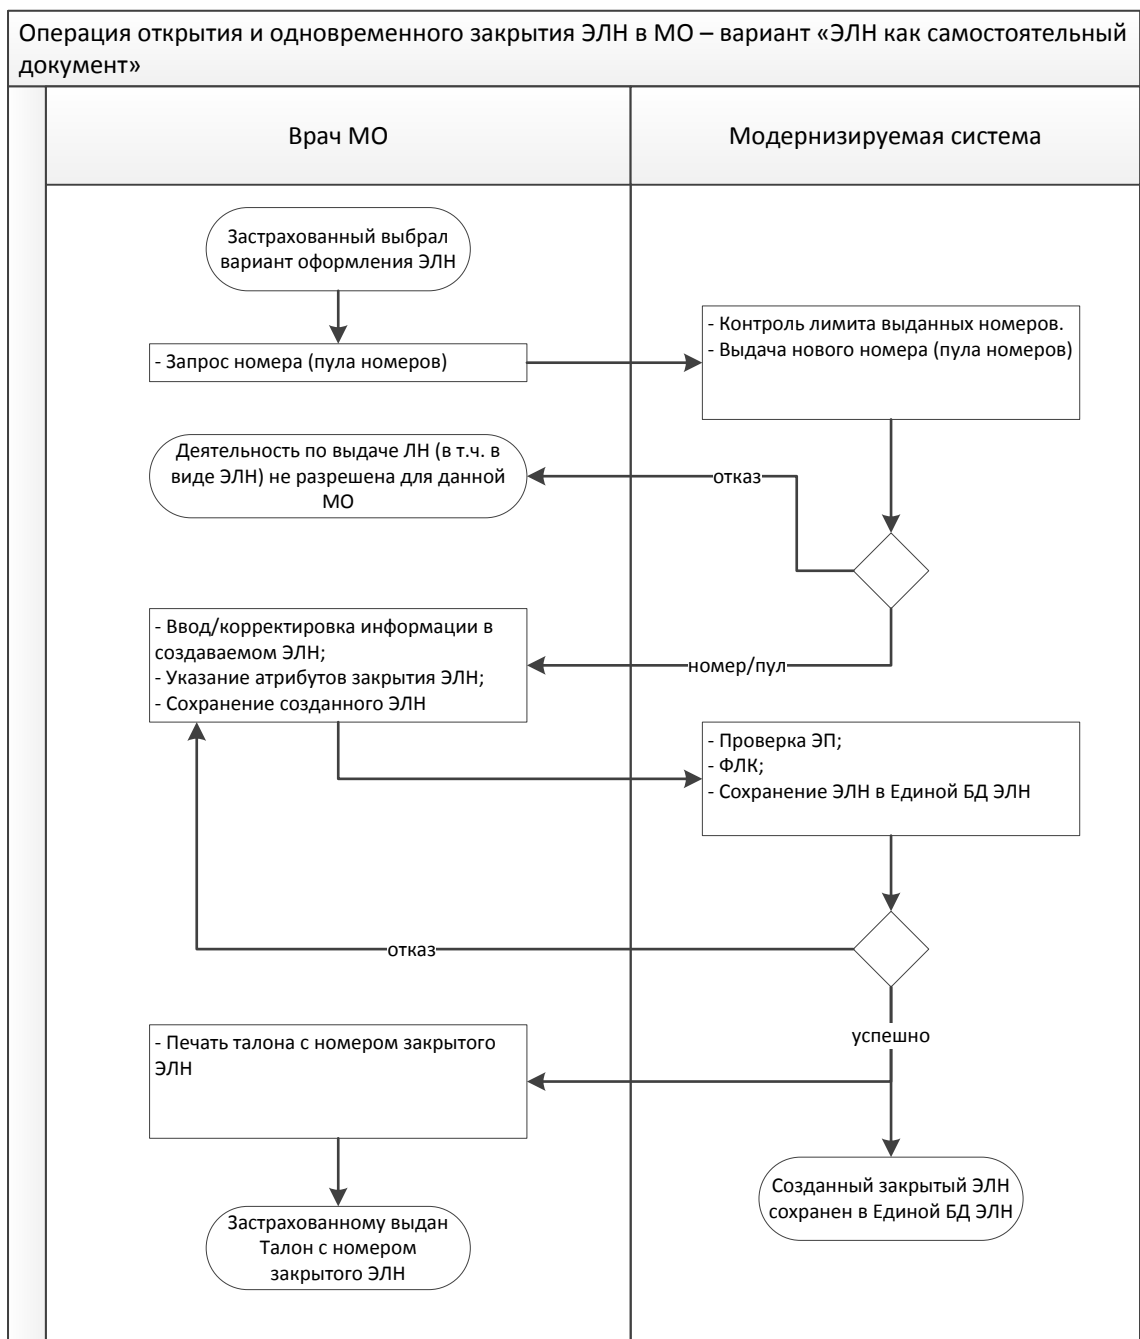 Операция открытия и одновременного закрытия ЭЛН в МО – вариант «ЭЛН как самостоятельный
документ»
Врач МО
Модернизируемая система
Застрахованный выбрал
вариант оформления ЭЛН
- Запрос номера (пула номеров)
- Контроль лимита выданных номеров.
- Выдача нового номера (пула номеров)
Деятельность по выдаче ЛН (в т.ч. в
виде ЭЛН) не разрешена для данной
МО
отказ
- Ввод/корректировка информации в
создаваемом ЭЛН;
- Указание атрибутов закрытия ЭЛН;
- Сохранение созданного ЭЛН
номер/пул
- Проверка ЭП;
- ФЛК;
- Сохранение ЭЛН в Единой БД ЭЛН
отказ
успешно
- Печать талона с номером закрытого
ЭЛН
Созданный закрытый ЭЛН
сохранен в Единой БД ЭЛН
Застрахованному выдан
Талон с номером
закрытого ЭЛН